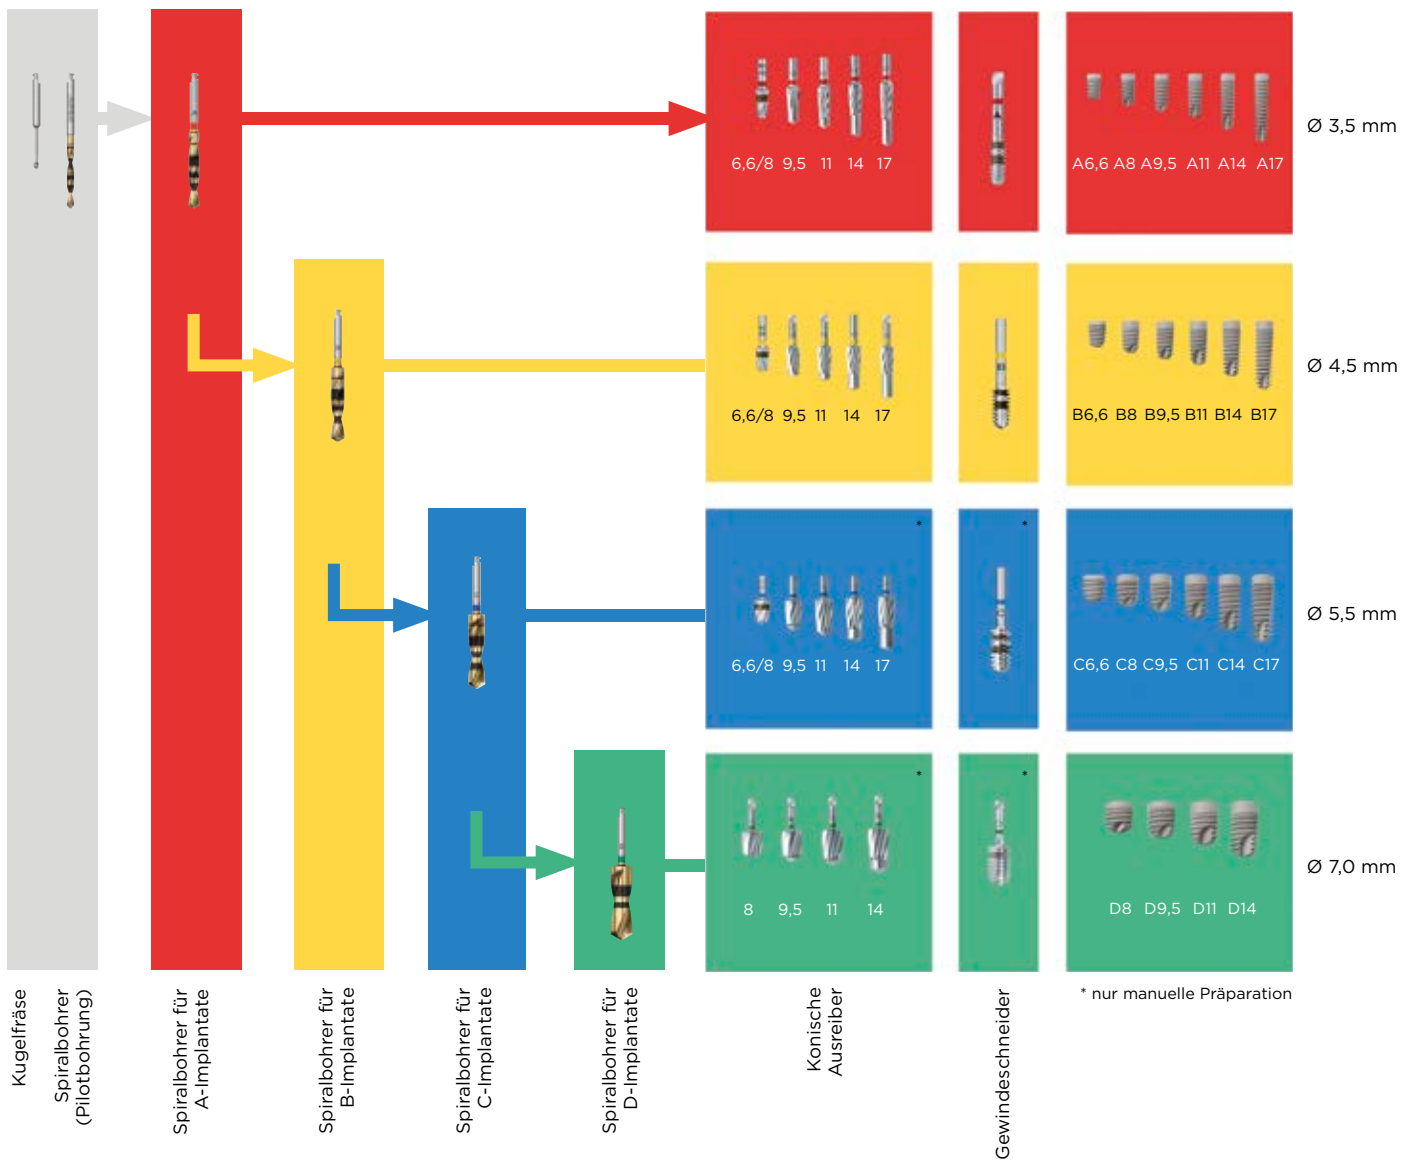 6,6/8 9,5 11 14 17
A6,6 A8 A9,5 A11 A14 A17
Ø 3,5 mm
6,6/8 9,5 11 14 17
B6,6 B8 B9,5 B11 B14 B17
Ø 4,5 mm
*
*
6,6/8 9,5 11 14 17
C6,6 C8 C9,5 C11 C14 C17
Ø 5,5 mm
*
*
8 9,5 11 14
D8 D9,5 D11 D14
Ø 7,0 mm
* nur manuelle Präparation
Kugelfräse
Spiralbohrer
(Pilotbohrung)
Spiralbohrer für
A-Implantate
Spiralbohrer für
B-Implantate
Spiralbohrer für
C-Implantate
Spiralbohrer für
D-Implantate
Konische
Ausreiber
Gewindeschneider